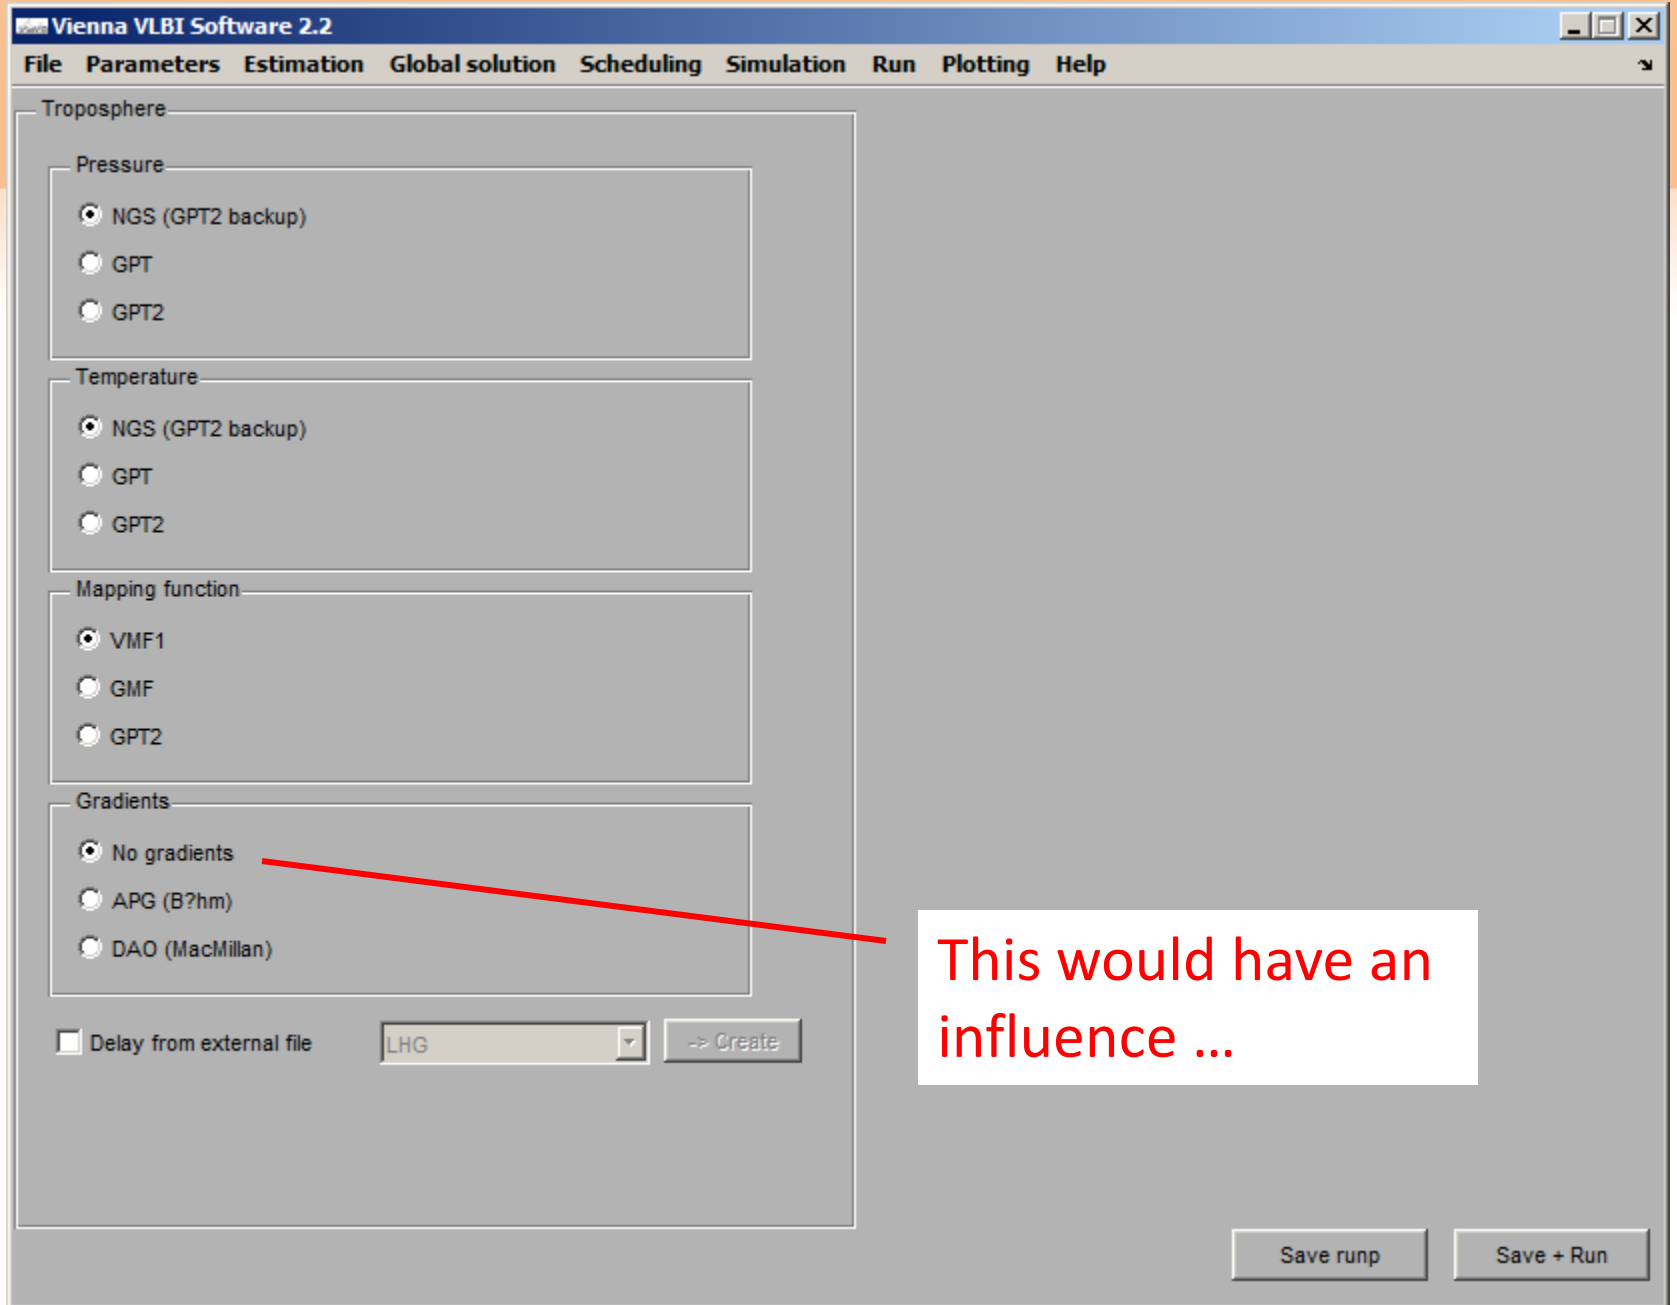 Vienna VLBI Software 2.2
File Parameters Estimation Global solution Scheduling Simulation Run Plotting Help
Troposphere
Pressure
NGS (GPT2 backup)
GPT
GPT2
Temperature
NGS (GPT2 backup)
GPT
GPT2
Mapping function
VMF1
GMF
GPT2
Gradients
No gradients
APG (B?hm)
DAO (MacMillan)
This would have an
influence ...
Delay from external file LHG -> Create
Save runp Save + Run